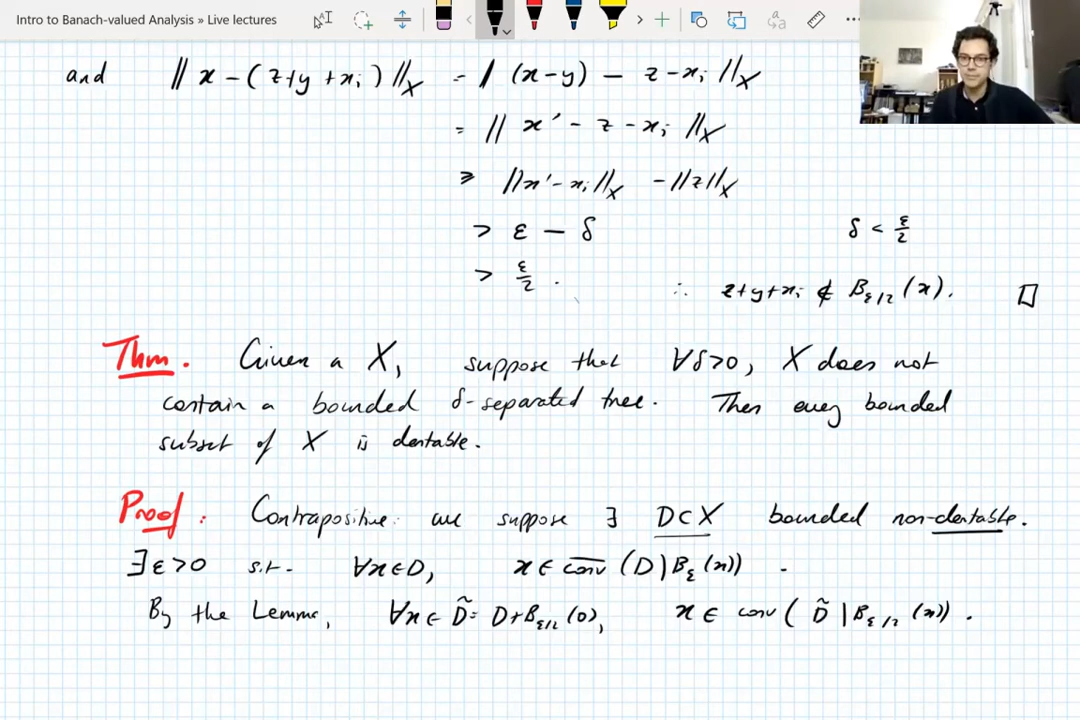 Intro to Banach-valued Analysis » Live lectures
and ‖ x - (z+y+xᵢ) ‖_X = ‖ (x-y) - z - xᵢ ‖_X
= ‖ x' - z - xᵢ ‖_X
≥ ‖x' - xᵢ‖_X - ‖z‖_X
> ε - δ δ < ε/2
> ε/2 . ∴ z+y+xᵢ ∉ B_{ε/2}(x). □
Thm. Given a X, suppose that ∀δ>0, X does not
contain a bounded δ-separated tree. Then every bounded
subset of X is dentable.
Proof: Contrapositive: we suppose ∃ D⊂X bounded non-dentable.
∃ε>0 s.t. ∀x∈D, x ∈ c̅o̅n̅v̅ (D\B_ε(x)) .
By the Lemma, ∀x∈ D̃ = D+B_{ε/2}(0), x ∈ conv( D̃ \B_{ε/2}(x)) .